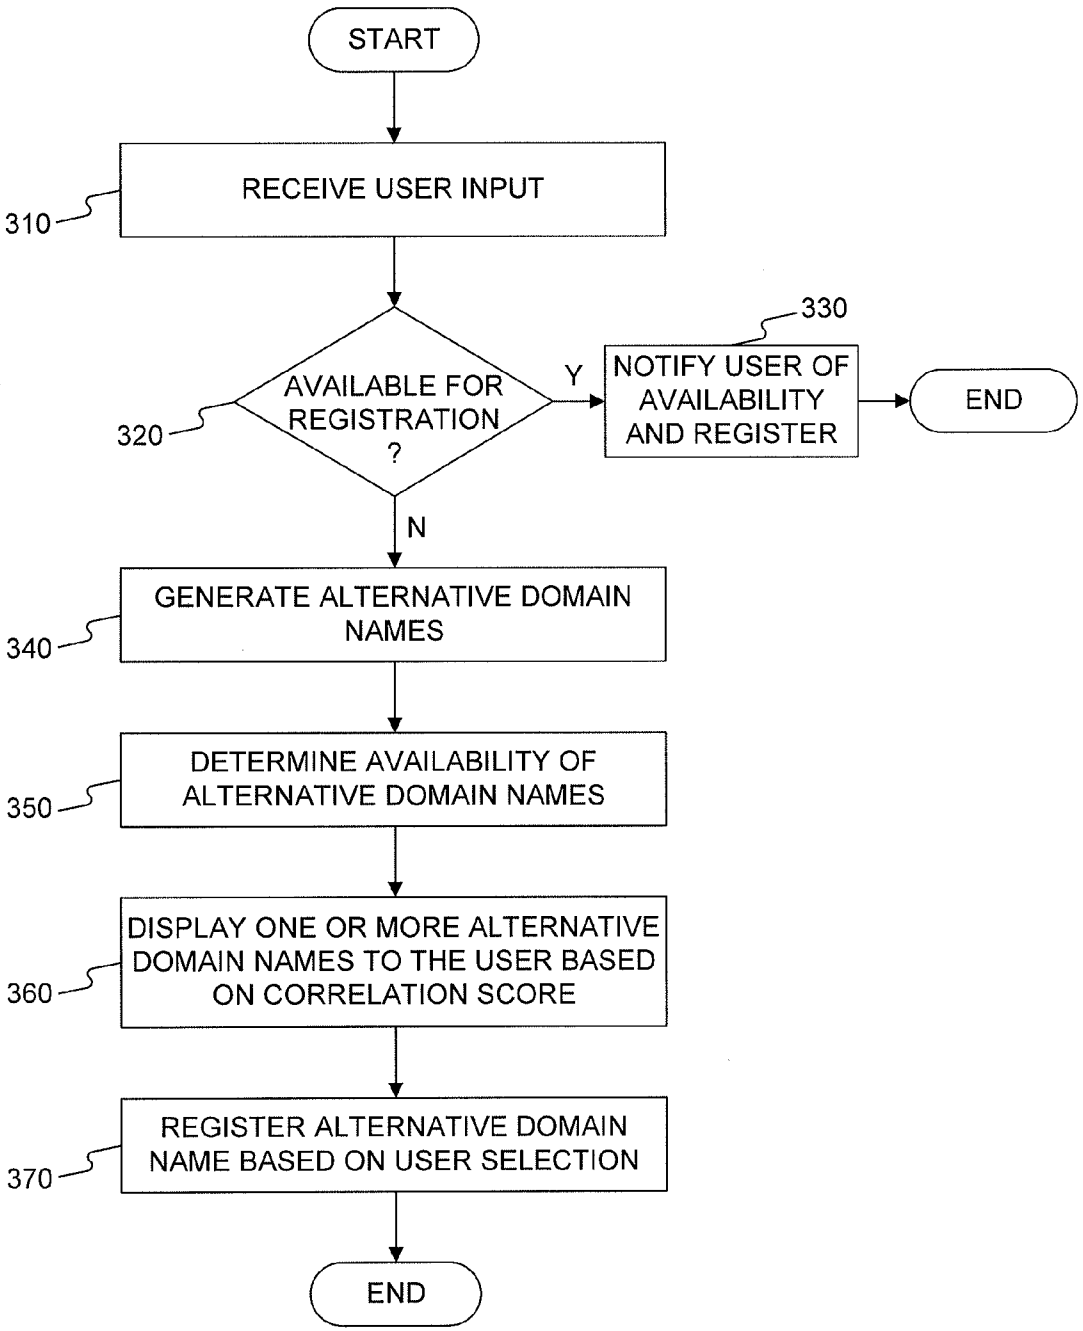 START
RECEIVE USER INPUT
310
330
AVAILABLE FOR
REGISTRATION
?
320
Y
NOTIFY USER OF
AVAILABILITY
AND REGISTER
END
N
GENERATE ALTERNATIVE DOMAIN
NAMES
340
DETERMINE AVAILABILITY OF
ALTERNATIVE DOMAIN NAMES
350
DISPLAY ONE OR MORE ALTERNATIVE
DOMAIN NAMES TO THE USER BASED
ON CORRELATION SCORE
360
REGISTER ALTERNATIVE DOMAIN
NAME BASED ON USER SELECTION
370
END